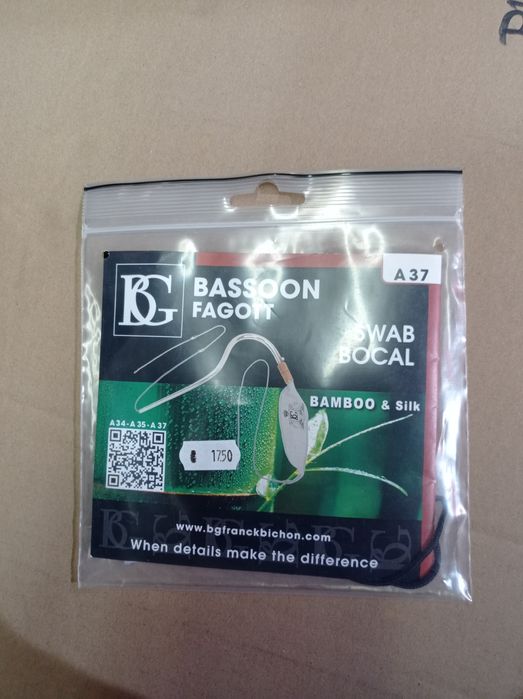 BG
BASSOON
FAGOTT
A 37
SWAB
BOCAL
BAMBOO & Silk
A34-A35-A37
1750
www.bgfranckbichon.com
When details make the difference